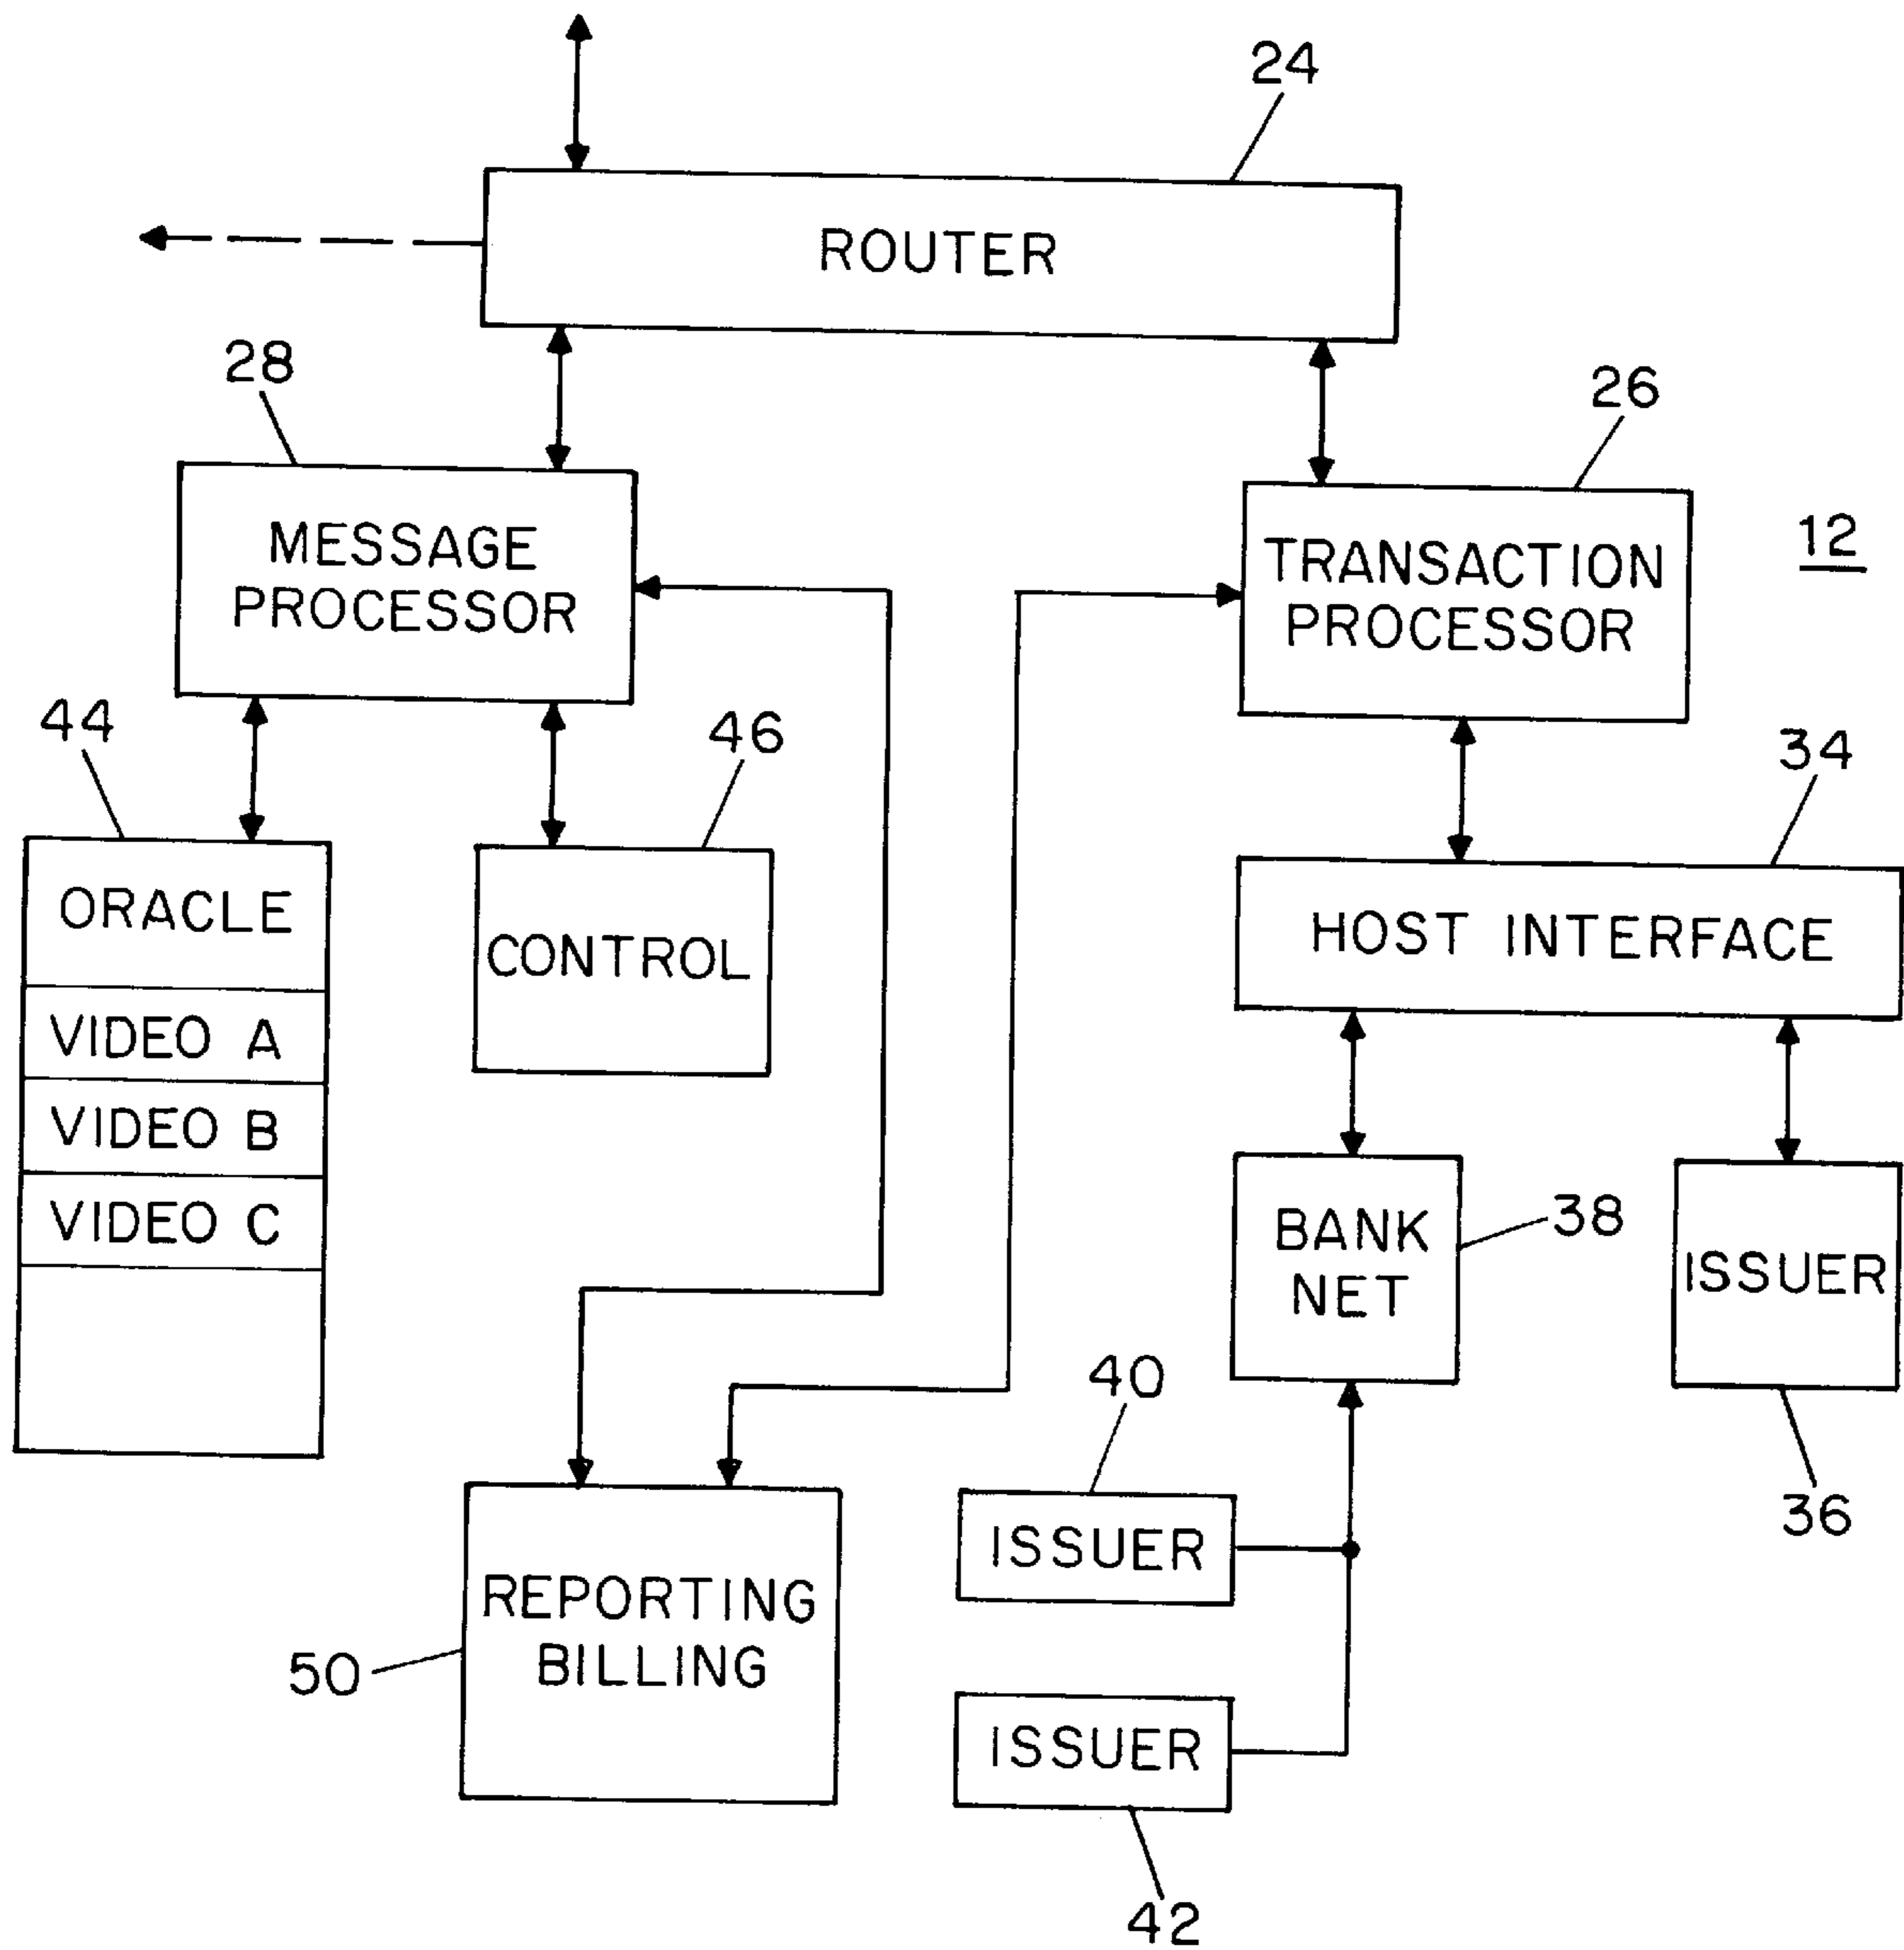 24
ROUTER
28
26
MESSAGE
PROCESSOR
TRANSACTION
PROCESSOR
12
44
46
34
ORACLE
CONTROL
HOST INTERFACE
VIDEO A
VIDEO B
VIDEO C
BANK
NET
38
ISSUER
40
36
ISSUER
REPORTING
BILLING
50
ISSUER
42